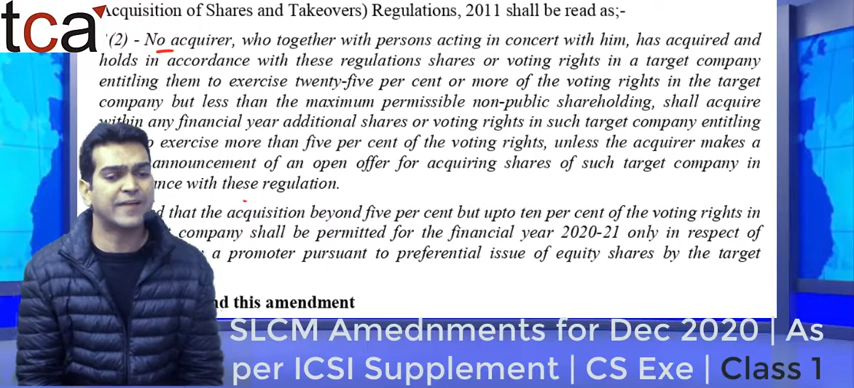 tca
Acquisition of Shares and Takeovers) Regulations, 2011 shall be read as;-
"(2) - No acquirer, who together with persons acting in concert with him, has acquired and
holds in accordance with these regulations shares or voting rights in a target company
entitling them to exercise twenty-five per cent or more of the voting rights in the target
company but less than the maximum permissible non-public shareholding, shall acquire
within any financial year additional shares or voting rights in such target company entitling
to exercise more than five per cent of the voting rights, unless the acquirer makes a
announcement of an open offer for acquiring shares of such target company in
nce with these regulation.
d that the acquisition beyond five per cent but upto ten per cent of the voting rights in
company shall be permitted for the financial year 2020-21 only in respect of
a promoter pursuant to preferential issue of equity shares by the target
nd this amendment
SLCM Amednments for Dec 2020 | As
per ICSI Supplement | CS Exe | Class 1